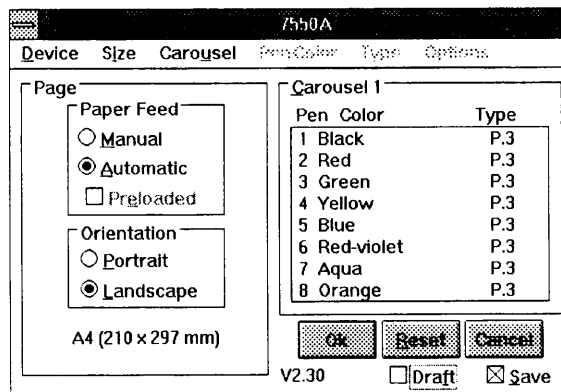 7550A
Device Size Carousel Pen Color Type Options
Page
Paper Feed
Manual
Automatic
Preloaded
Orientation
Portrait
Landscape
A4 (210 x 297 mm)
Carousel 1
Pen Color Type
1 Black P.3
2 Red P.3
3 Green P.3
4 Yellow P.3
5 Blue P.3
6 Red-violet P.3
7 Aqua P.3
8 Orange P.3
Ok Reset Cancel
V2.30 Draft Save